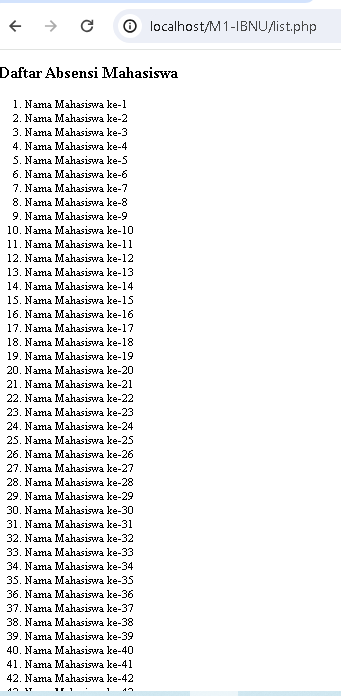 localhost/M1-IBNU/list.php
Daftar Absensi Mahasiswa
1. Nama Mahasiswa ke-1
2. Nama Mahasiswa ke-2
3. Nama Mahasiswa ke-3
4. Nama Mahasiswa ke-4
5. Nama Mahasiswa ke-5
6. Nama Mahasiswa ke-6
7. Nama Mahasiswa ke-7
8. Nama Mahasiswa ke-8
9. Nama Mahasiswa ke-9
10. Nama Mahasiswa ke-10
11. Nama Mahasiswa ke-11
12. Nama Mahasiswa ke-12
13. Nama Mahasiswa ke-13
14. Nama Mahasiswa ke-14
15. Nama Mahasiswa ke-15
16. Nama Mahasiswa ke-16
17. Nama Mahasiswa ke-17
18. Nama Mahasiswa ke-18
19. Nama Mahasiswa ke-19
20. Nama Mahasiswa ke-20
21. Nama Mahasiswa ke-21
22. Nama Mahasiswa ke-22
23. Nama Mahasiswa ke-23
24. Nama Mahasiswa ke-24
25. Nama Mahasiswa ke-25
26. Nama Mahasiswa ke-26
27. Nama Mahasiswa ke-27
28. Nama Mahasiswa ke-28
29. Nama Mahasiswa ke-29
30. Nama Mahasiswa ke-30
31. Nama Mahasiswa ke-31
32. Nama Mahasiswa ke-32
33. Nama Mahasiswa ke-33
34. Nama Mahasiswa ke-34
35. Nama Mahasiswa ke-35
36. Nama Mahasiswa ke-36
37. Nama Mahasiswa ke-37
38. Nama Mahasiswa ke-38
39. Nama Mahasiswa ke-39
40. Nama Mahasiswa ke-40
41. Nama Mahasiswa ke-41
42. Nama Mahasiswa ke-42